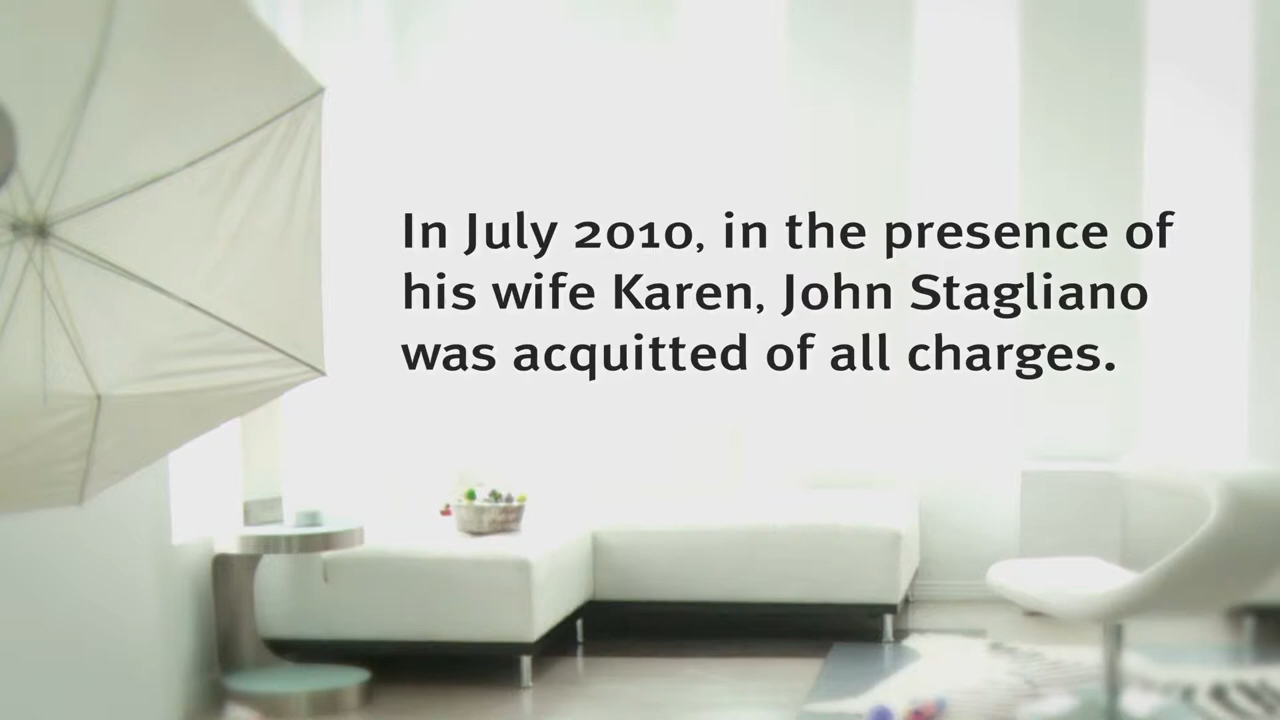 In July 2010, in the presence of
his wife Karen, John Stagliano
was acquitted of all charges.